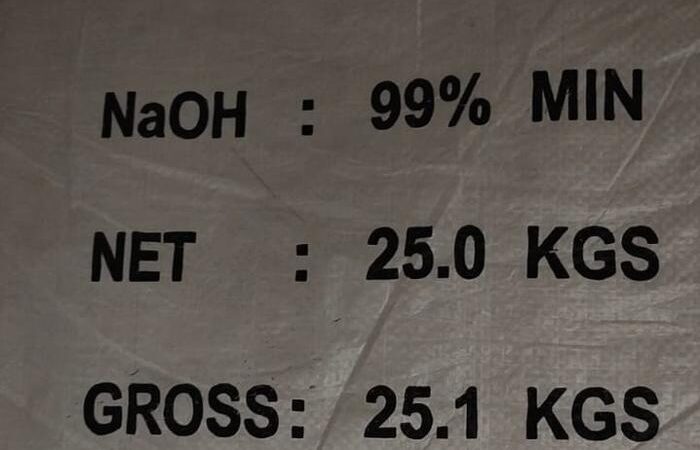 NaOH : 99% MIN
NET : 25.0 KGS
GROSS: 25.1 KGS